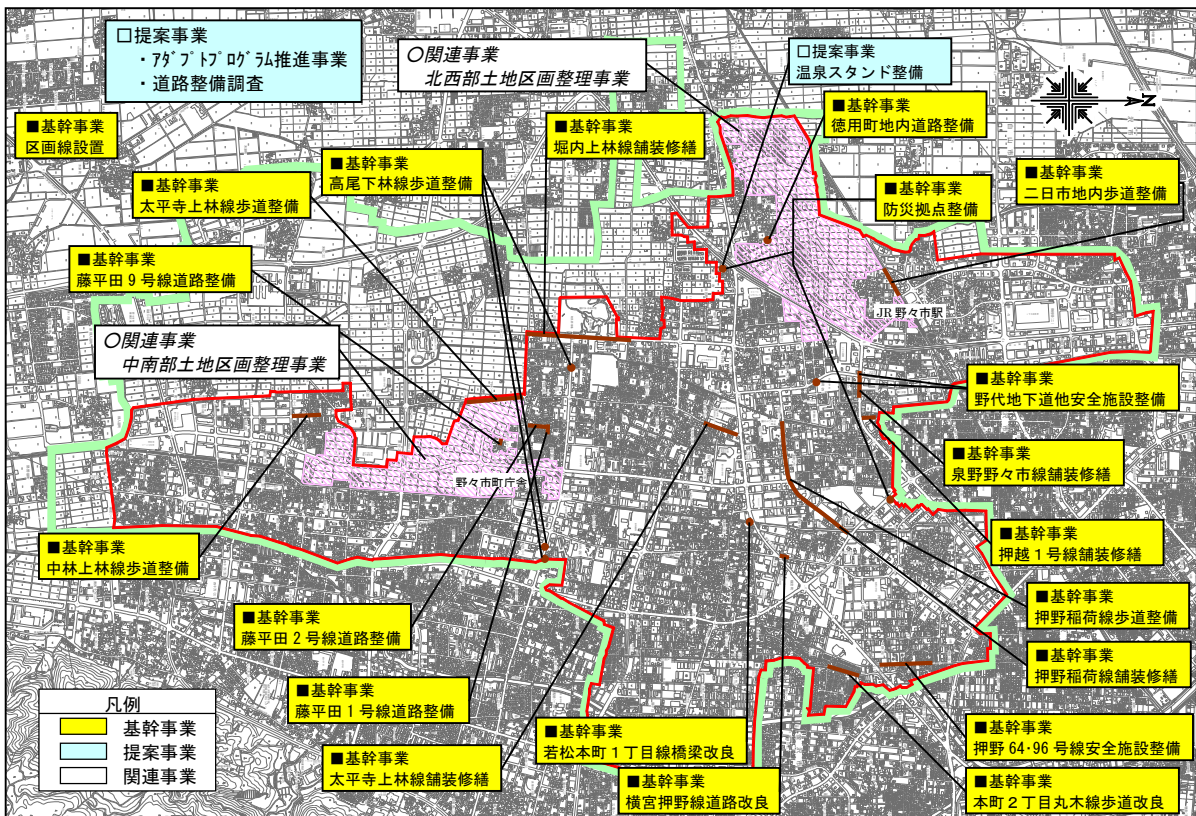 □提案事業
・アダプトプログラム推進事業
・道路整備調査
○関連事業
北西部土地区画整理事業
□提案事業
温泉スタンド整備
N
■基幹事業
区画線設置
■基幹事業
高尾下林線歩道整備
■基幹事業
堀内上林線舗装修繕
■基幹事業
徳用町地内道路整備
■基幹事業
太平寺上林線歩道整備
■基幹事業
防災拠点整備
■基幹事業
二日市地内歩道整備
■基幹事業
藤平田9号線道路整備
JR野々市駅
○関連事業
中南部土地区画整理事業
■基幹事業
野代地下道他安全施設整備
■基幹事業
泉野野々市線舗装修繕
野々市町庁舎
■基幹事業
中林上林線歩道整備
■基幹事業
押越1号線舗装修繕
■基幹事業
藤平田2号線道路整備
■基幹事業
押野稲荷線歩道整備
■基幹事業
押野稲荷線舗装修繕
■基幹事業
藤平田1号線道路整備
■基幹事業
太平寺上林線舗装修繕
■基幹事業
若松本町1丁目線橋梁改良
■基幹事業
横宮押野線道路改良
■基幹事業
押野64・96号線安全施設整備
■基幹事業
本町2丁目丸木線歩道改良
凡例
基幹事業
提案事業
関連事業